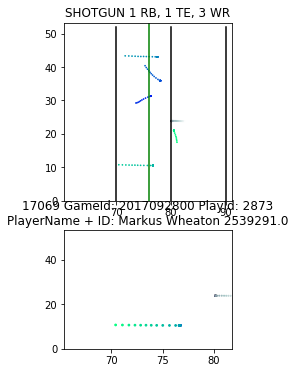 SHOTGUN 1 RB, 1 TE, 3 WR
50
40
30
20
10
0
70 80 90
17069 GameId: 2017092800 PlayId: 2873
PlayerName + ID: Markus Wheaton 2539291.0
40
20
0
70 75 80